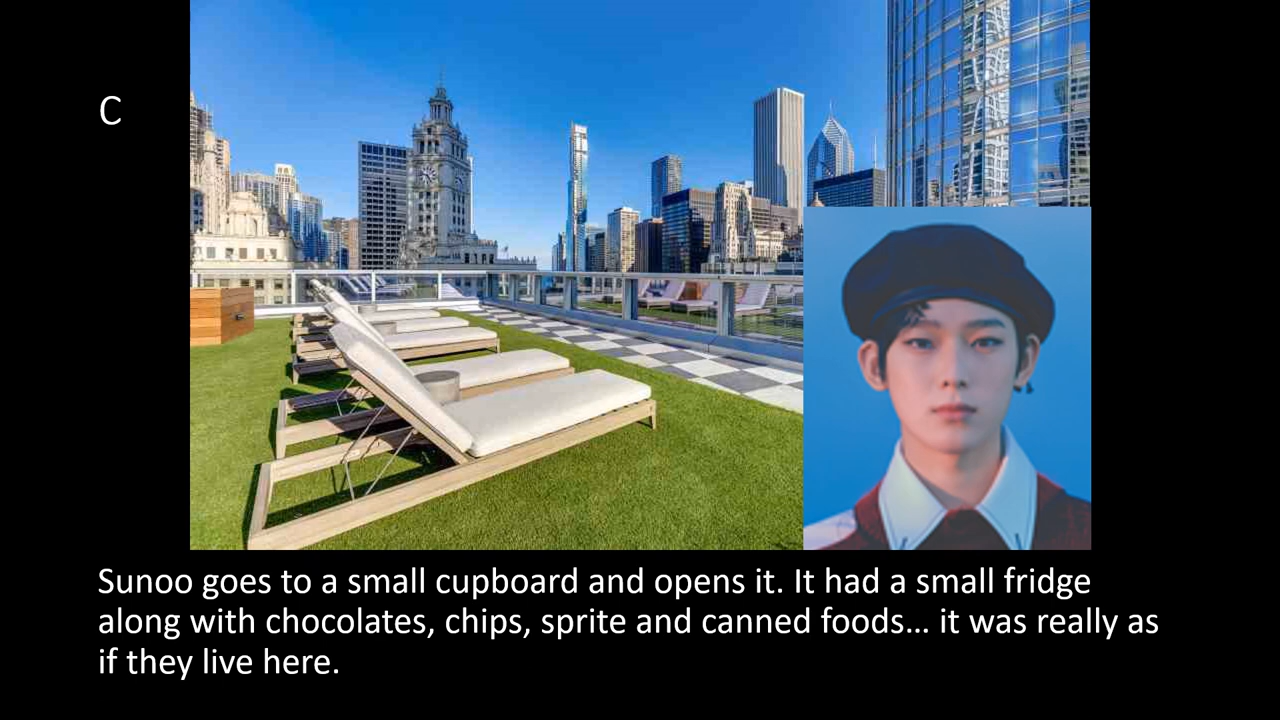 C
Sunoo goes to a small cupboard and opens it. It had a small fridge
along with chocolates, chips, sprite and canned foods… it was really as
if they live here.